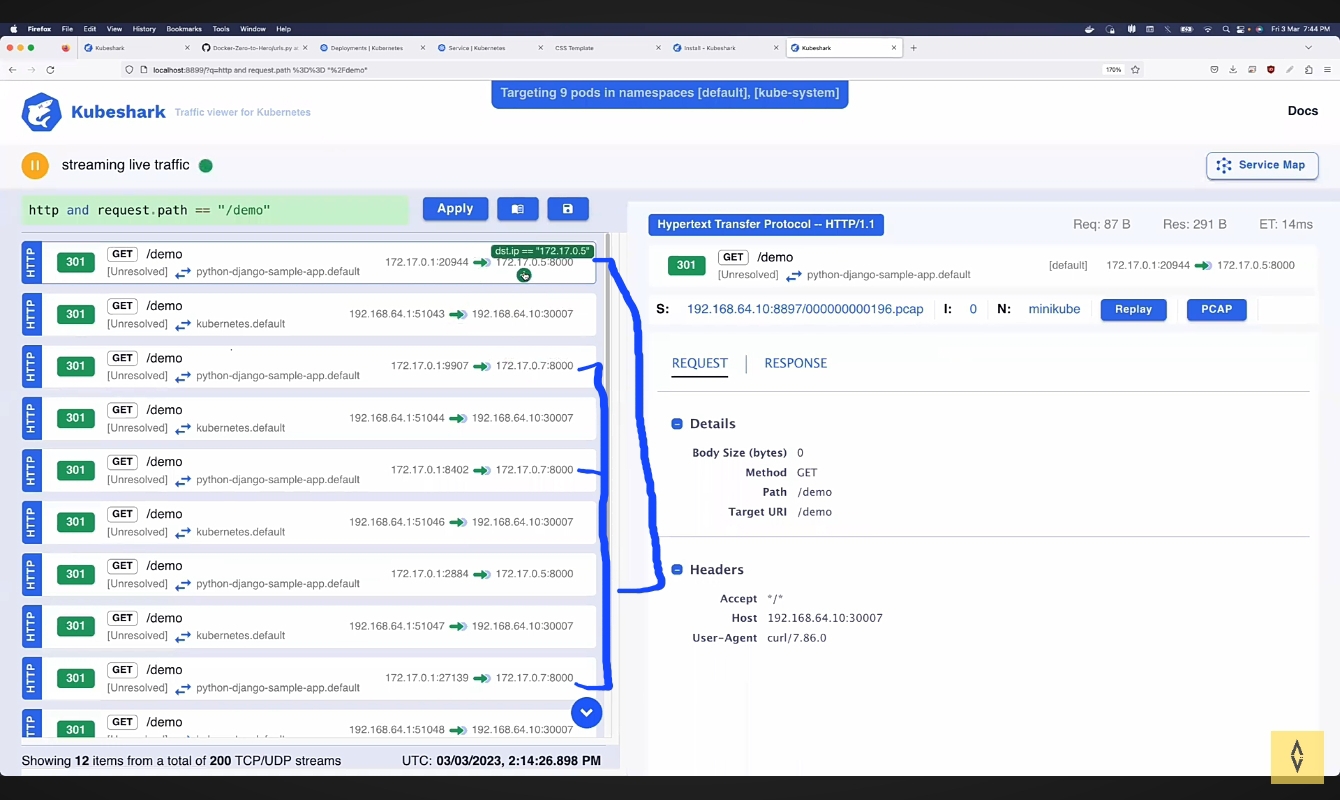 Firefox File Edit View History Bookmarks Tools Window Help Fri 3 Mar 7:44 PM
Kubeshark Docker-Zero-to-Hero/urls.py a Deployments | Kubernetes Service | Kubernetes CSS Template Install - Kubeshark Kubeshark
localhost:8899/?q=http and request.path %3D%3D "%2Fdemo" 170%
Targeting 9 pods in namespaces [default], [kube-system]
Kubeshark Traffic viewer for Kubernetes Docs
streaming live traffic Service Map
http and request.path == "/demo" Apply
HTTP 301 GET /demo
[Unresolved] python-django-sample-app.default 172.17.0.1:20944 172.17.0.5:8000
dst.ip == "172.17.0.5"
HTTP 301 GET /demo
[Unresolved] kubernetes.default 192.168.64.1:51043 192.168.64.10:30007
HTTP 301 GET /demo
[Unresolved] python-django-sample-app.default 172.17.0.1:9907 172.17.0.7:8000
HTTP 301 GET /demo
[Unresolved] kubernetes.default 192.168.64.1:51044 192.168.64.10:30007
HTTP 301 GET /demo
[Unresolved] python-django-sample-app.default 172.17.0.1:8402 172.17.0.7:8000
HTTP 301 GET /demo
[Unresolved] kubernetes.default 192.168.64.1:51046 192.168.64.10:30007
HTTP 301 GET /demo
[Unresolved] python-django-sample-app.default 172.17.0.1:2884 172.17.0.5:8000
HTTP 301 GET /demo
[Unresolved] kubernetes.default 192.168.64.1:51047 192.168.64.10:30007
HTTP 301 GET /demo
[Unresolved] python-django-sample-app.default 172.17.0.1:27139 172.17.0.7:8000
HTTP 301 GET /demo
192.168.64.1:51048 192.168.64.10:30007
Showing 12 items from a total of 200 TCP/UDP streams UTC: 03/03/2023, 2:14:26.898 PM
Hypertext Transfer Protocol -- HTTP/1.1 Req: 87 B Res: 291 B ET: 14ms
301 GET /demo
[Unresolved] python-django-sample-app.default [default] 172.17.0.1:20944 172.17.0.5:8000
S: 192.168.64.10:8897/000000000196.pcap I: 0 N: minikube Replay PCAP
REQUEST | RESPONSE
Details
Body Size (bytes) 0
Method GET
Path /demo
Target URI /demo
Headers
Accept */*
Host 192.168.64.10:30007
User-Agent curl/7.86.0